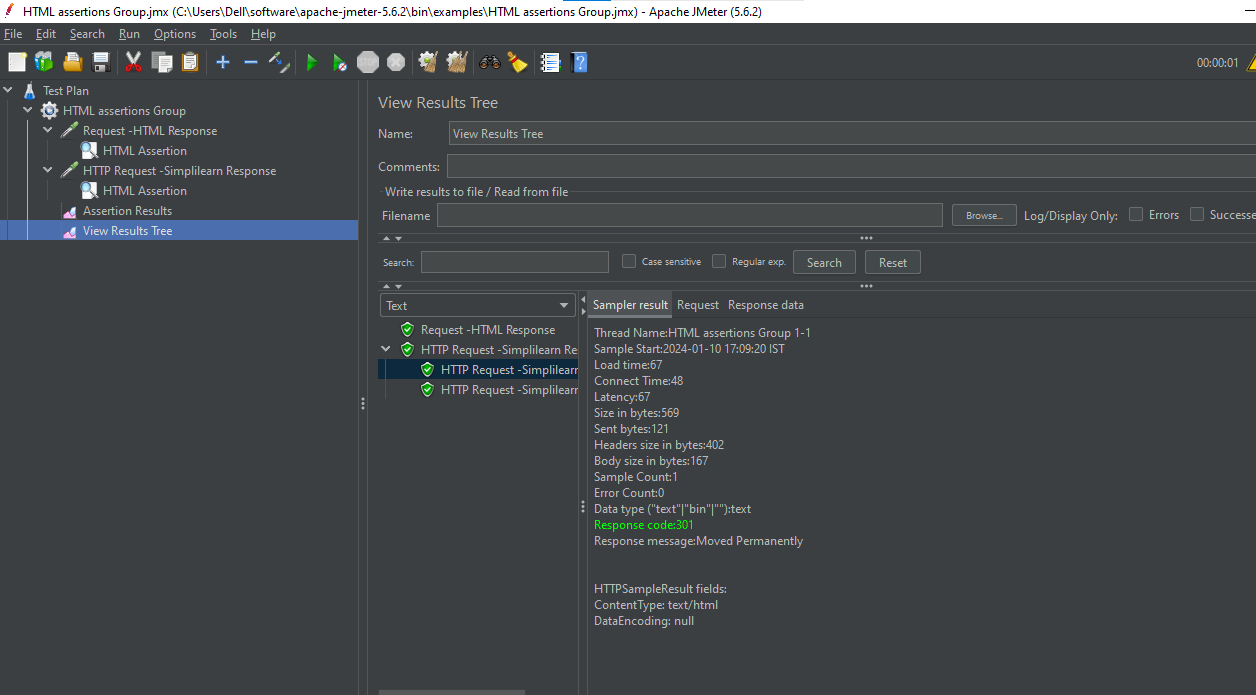 HTML assertions Group.jmx (C:\Users\Dell\software\apache-jmeter-5.6.2\bin\examples\HTML assertions Group.jmx) - Apache JMeter (5.6.2)
File Edit Search Run Options Tools Help
STOP
00:00:01
Test Plan
HTML assertions Group
Request -HTML Response
HTML Assertion
HTTP Request -Simplilearn Response
HTML Assertion
Assertion Results
View Results Tree
View Results Tree
Name: View Results Tree
Comments:
Write results to file / Read from file
Filename Browse... Log/Display Only: Errors Successe
Search: Case sensitive Regular exp. Search Reset
Text
Request -HTML Response
HTTP Request -Simplilearn Re
HTTP Request -Simplilearn
HTTP Request -Simplilearn
Sampler result Request Response data
Thread Name:HTML assertions Group 1-1
Sample Start:2024-01-10 17:09:20 IST
Load time:67
Connect Time:48
Latency:67
Size in bytes:569
Sent bytes:121
Headers size in bytes:402
Body size in bytes:167
Sample Count:1
Error Count:0
Data type ("text"|"bin"|""):text
Response code:301
Response message:Moved Permanently
HTTPSampleResult fields:
ContentType: text/html
DataEncoding: null